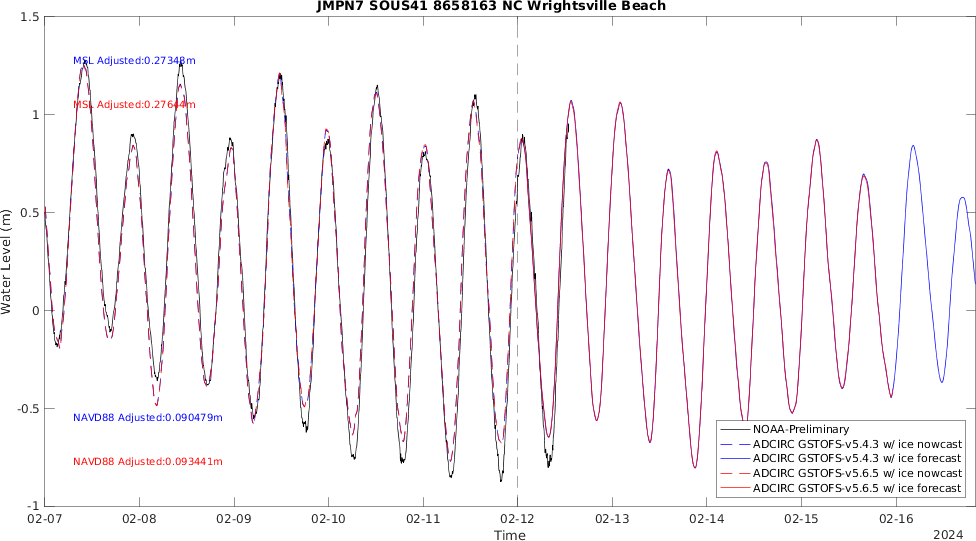 JMPN7 SOUS41 8658163 NC Wrightsville Beach
1.5
MSL Adjusted:0.27348m
MSL Adjusted:0.27644m
1
0.5
Water Level (m)
0
-0.5
NAVD88 Adjusted:0.090479m
NAVD88 Adjusted:0.093441m
NOAA-Preliminary
ADCIRC GSTOFS-v5.4.3 w/ ice nowcast
ADCIRC GSTOFS-v5.4.3 w/ ice forecast
ADCIRC GSTOFS-v5.6.5 w/ ice nowcast
ADCIRC GSTOFS-v5.6.5 w/ ice forecast
-1
02-07 02-08 02-09 02-10 02-11 02-12 02-13 02-14 02-15 02-16
Time
2024